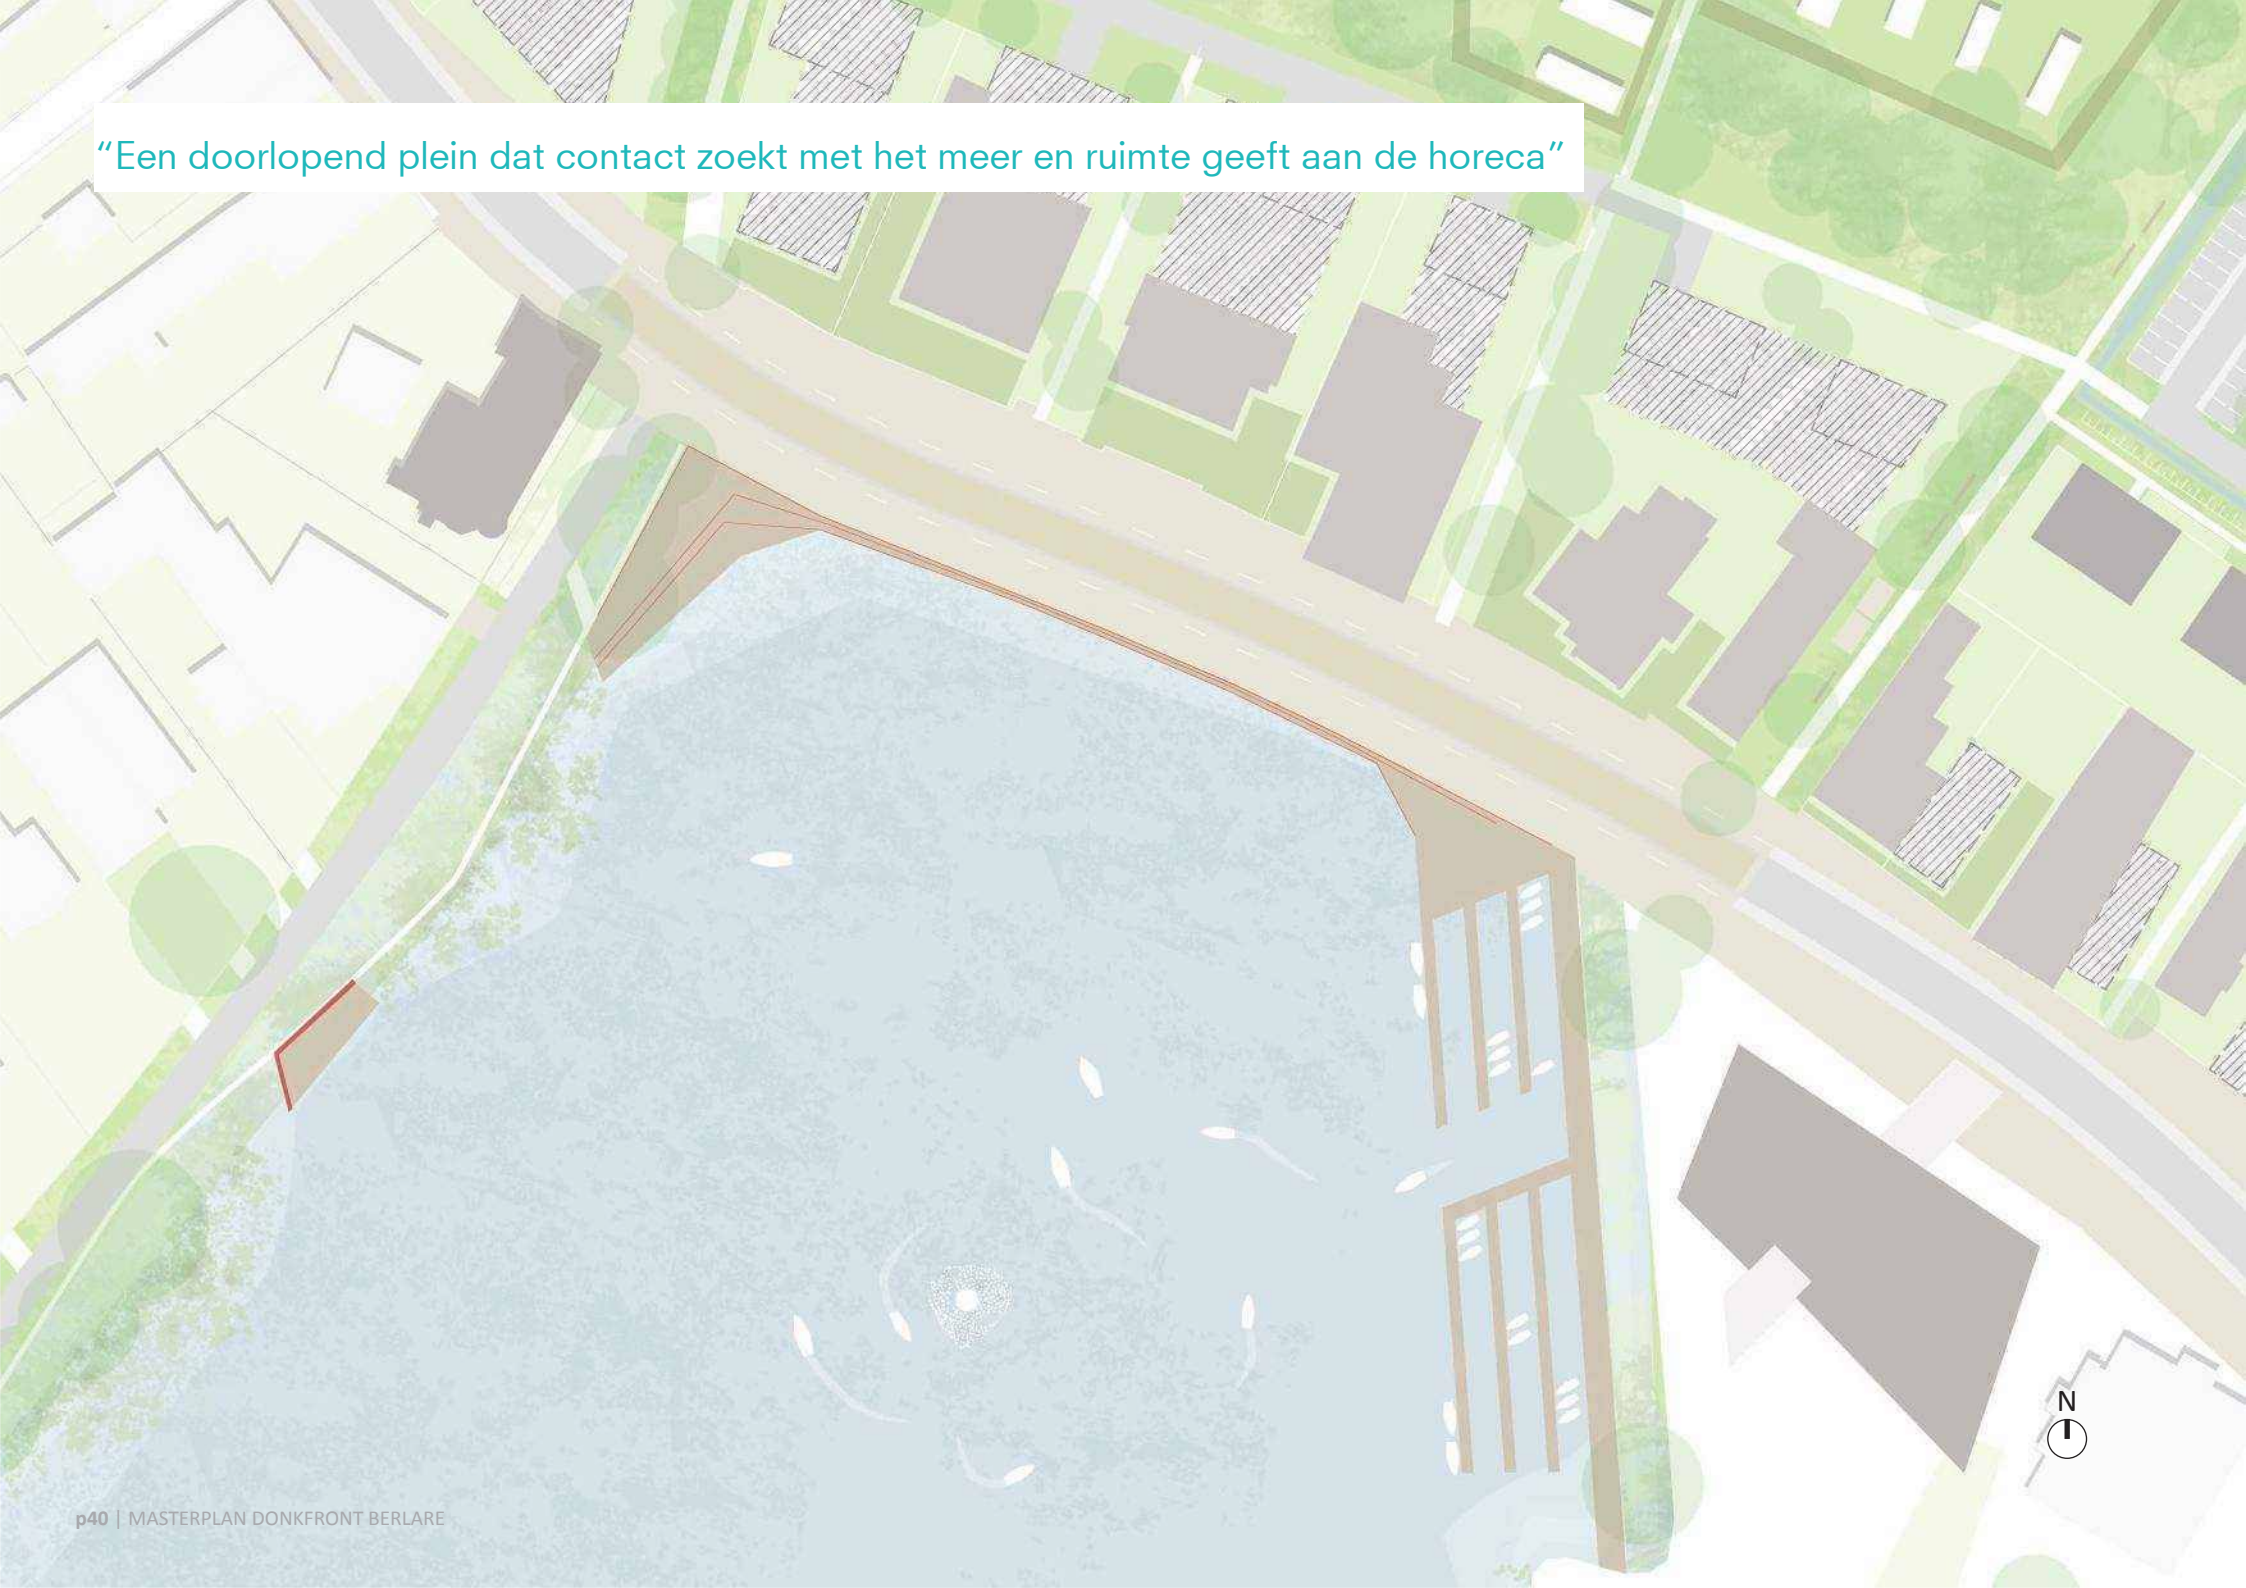 “Een doorlopend plein dat contact zoekt met het meer en ruimte geeft aan de horeca”
N
p40 | MASTERPLAN DONKFRONT BERLARE